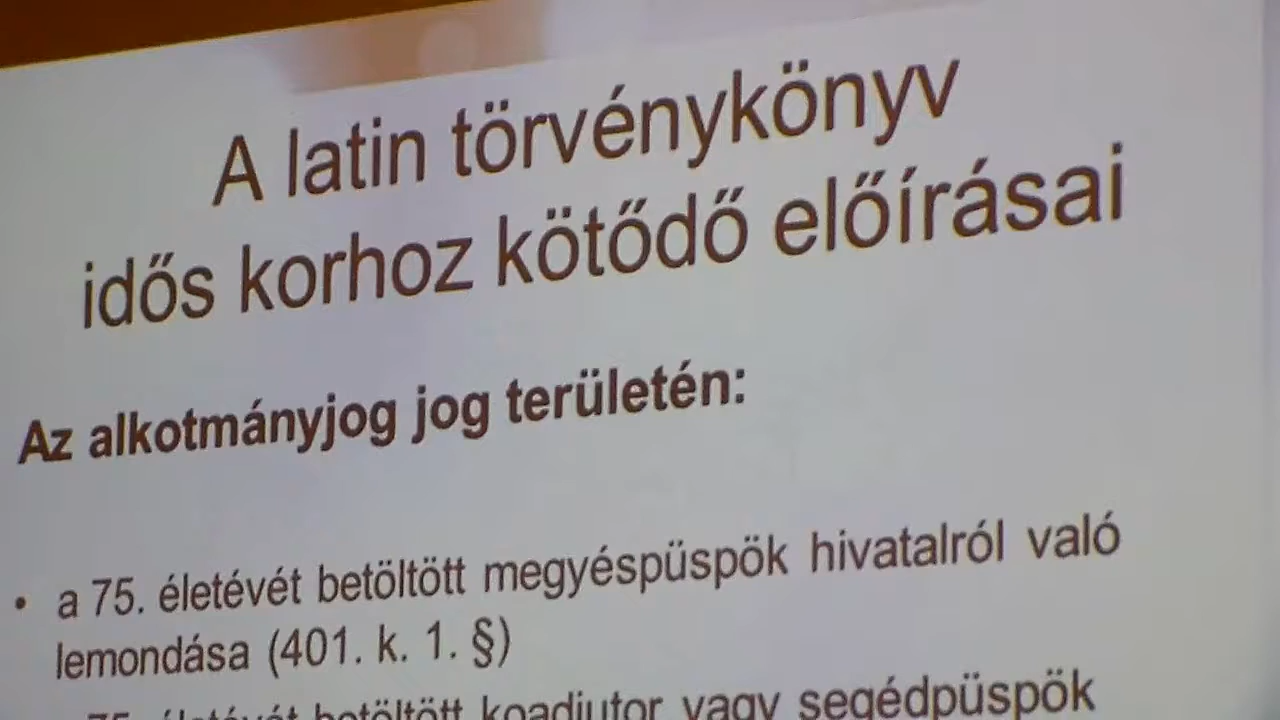 A latin törvénykönyv
idős korhoz kötődő előírásai
Az alkotmányjog jog területén:
• a 75. életévét betöltött megyéspüspök hivatalról való
lemondása (401. k. 1. §)
75. életévét betöltött koadjutor vagy segédpüspök